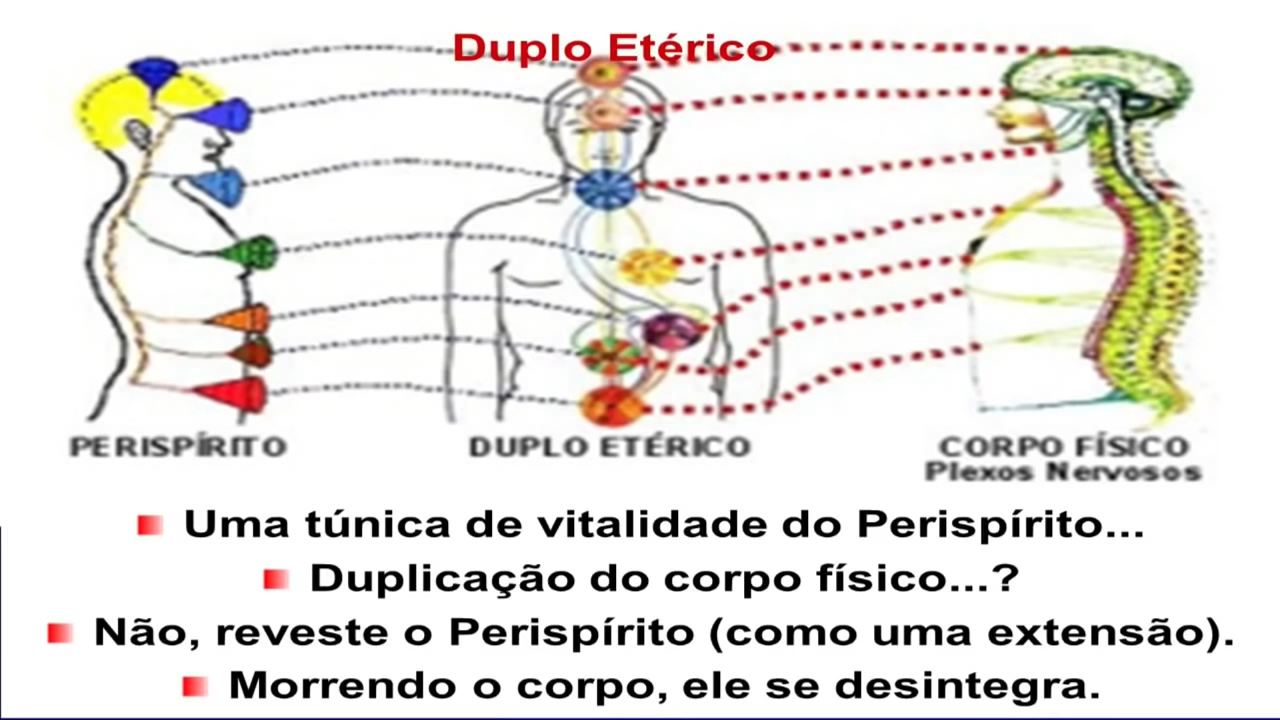 Duplo Etérico
PERISPÍRITO
DUPLO ETÉRICO
CORPO FÍSICO
Plexos Nervosos
Uma túnica de vitalidade do Perispírito...
Duplicação do corpo físico...?
Não, reveste o Perispírito (como uma extensão).
Morrendo o corpo, ele se desintegra.